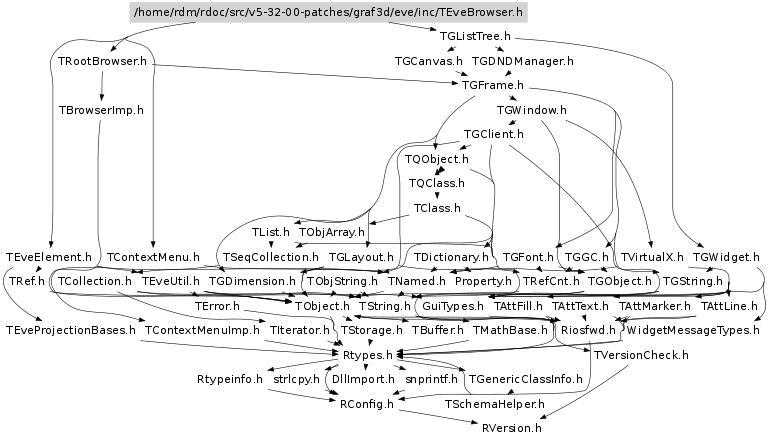 /home/rdm/rdoc/src/v5-32-00-patches/graf3d/eve/inc/TEveBrowser.h
TGListTree.h
TRootBrowser.h TGCanvas.h TGDNDManager.h
TGFrame.h
TBrowserImp.h TGWindow.h
TGClient.h
TQObject.h
TQClass.h
TClass.h
TList.h TObjArray.h
TEveElement.h TContextMenu.h TSeqCollection.h TGLayout.h TDictionary.h TGFont.h TGGC.h TVirtualX.h TGWidget.h
TRef.h TCollection.h TEveUtil.h TGDimension.h TObjString.h TNamed.h Property.h TRefCnt.h TGObject.h TGString.h
TError.h TObject.h TString.h GuiTypes.h TAttFill.h TAttText.h TAttMarker.h TAttLine.h
TEveProjectionBases.h TContextMenuImp.h TIterator.h TStorage.h TBuffer.h TMathBase.h Riosfwd.h WidgetMessageTypes.h
Rtypes.h TVersionCheck.h
Rtypeinfo.h strlcpy.h DllImport.h snprintf.h TGenericClassInfo.h
RConfig.h TSchemaHelper.h
RVersion.h